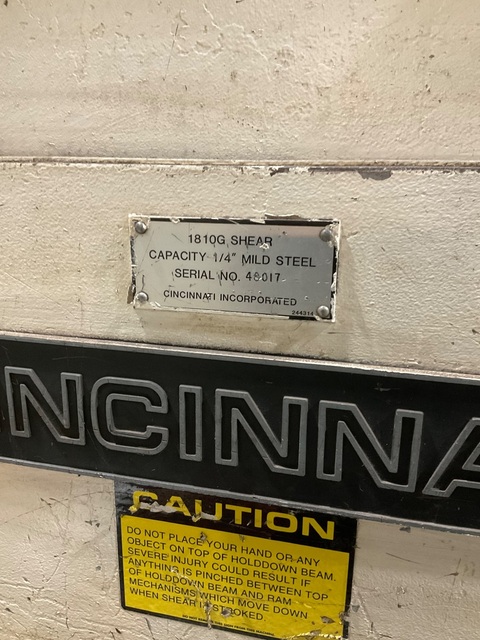 1810G SHEAR
CAPACITY 1/4" MILD STEEL
SERIAL NO. 48017
CINCINNATI INCORPORATED
244314
NCINNA
CAUTION
DO NOT PLACE YOUR HAND OR ANY
OBJECT ON TOP OF HOLDDOWN BEAM.
SEVERE INJURY COULD RESULT IF
ANYTHING IS PINCHED BETWEEN TOP
OF HOLDDOWN BEAM AND RAM
MECHANISMS WHICH MOVE DOWN
WHEN SHEAR IS STROKED.